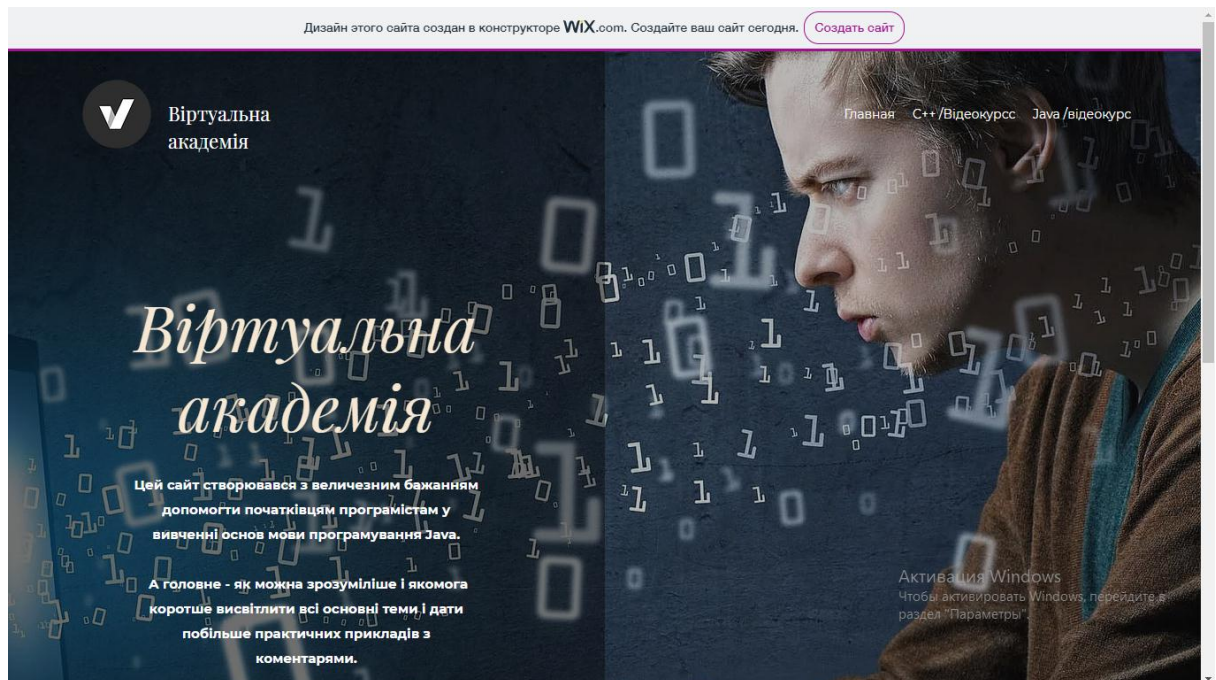 Дизайн этого сайта создан в конструкторе WiX.com. Создайте ваш сайт сегодня. Создать сайт
Віртуальна
академія
Главная C++ /Відеокурсс Java /відеокурс
Віртуальна
академія
Цей сайт створювався з величезним бажанням
допомогти початківцям програмістам у
вивченні основ мови програмування Java.
А головне - як можна зрозуміліше і якомога
коротше висвітлити всі основні теми і дати
побільше практичних прикладів з
коментарями.
Активация Windows
Чтобы активировать Windows, перейдите в
раздел "Параметры".